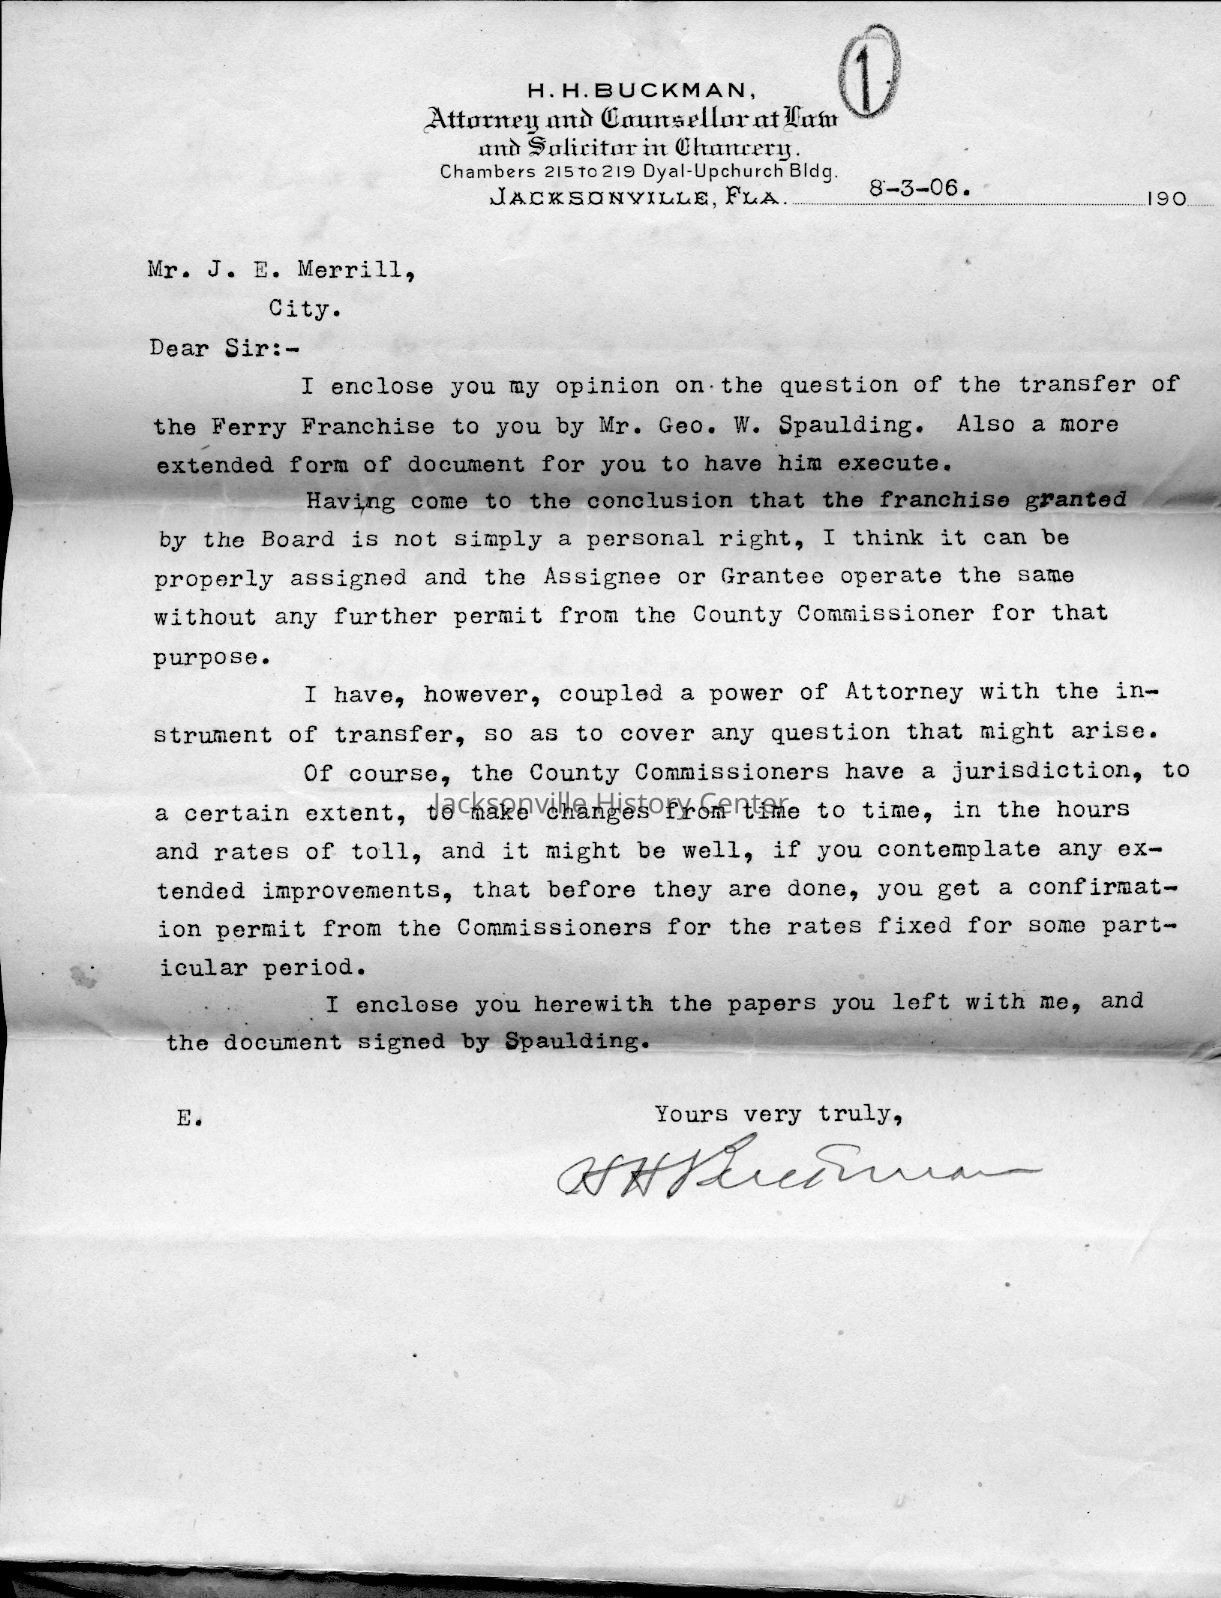 1
H. H. BUCKMAN,
Attorney and Counsellor at Law
and Solicitor in Chancery.
Chambers 215 To 219 Dyal-Upchurch Bldg.
JACKSONVILLE, FLA. 8-3-06. 190
Mr. J. E. Merrill,
City.
Dear Sir:-
I enclose you my opinion on the question of the transfer of
the Ferry Franchise to you by Mr. Geo. W. Spaulding. Also a more
extended form of document for you to have him execute.
Having come to the conclusion that the franchise granted
by the Board is not simply a personal right, I think it can be
properly assigned and the Assignee or Grantee operate the same
without any further permit from the County Commissioner for that
purpose.
I have, however, coupled a power of Attorney with the in-
strument of transfer, so as to cover any question that might arise.
Of course, the County Commissioners have a jurisdiction, to
a certain extent, to make changes from time to time, in the hours
Jacksonville History Center
and rates of toll, and it might be well, if you contemplate any ex-
tended improvements, that before they are done, you get a confirmat-
ion permit from the Commissioners for the rates fixed for some part-
icular period.
I enclose you herewith the papers you left with me, and
the document signed by Spaulding.
E. Yours very truly,
H H Buckman